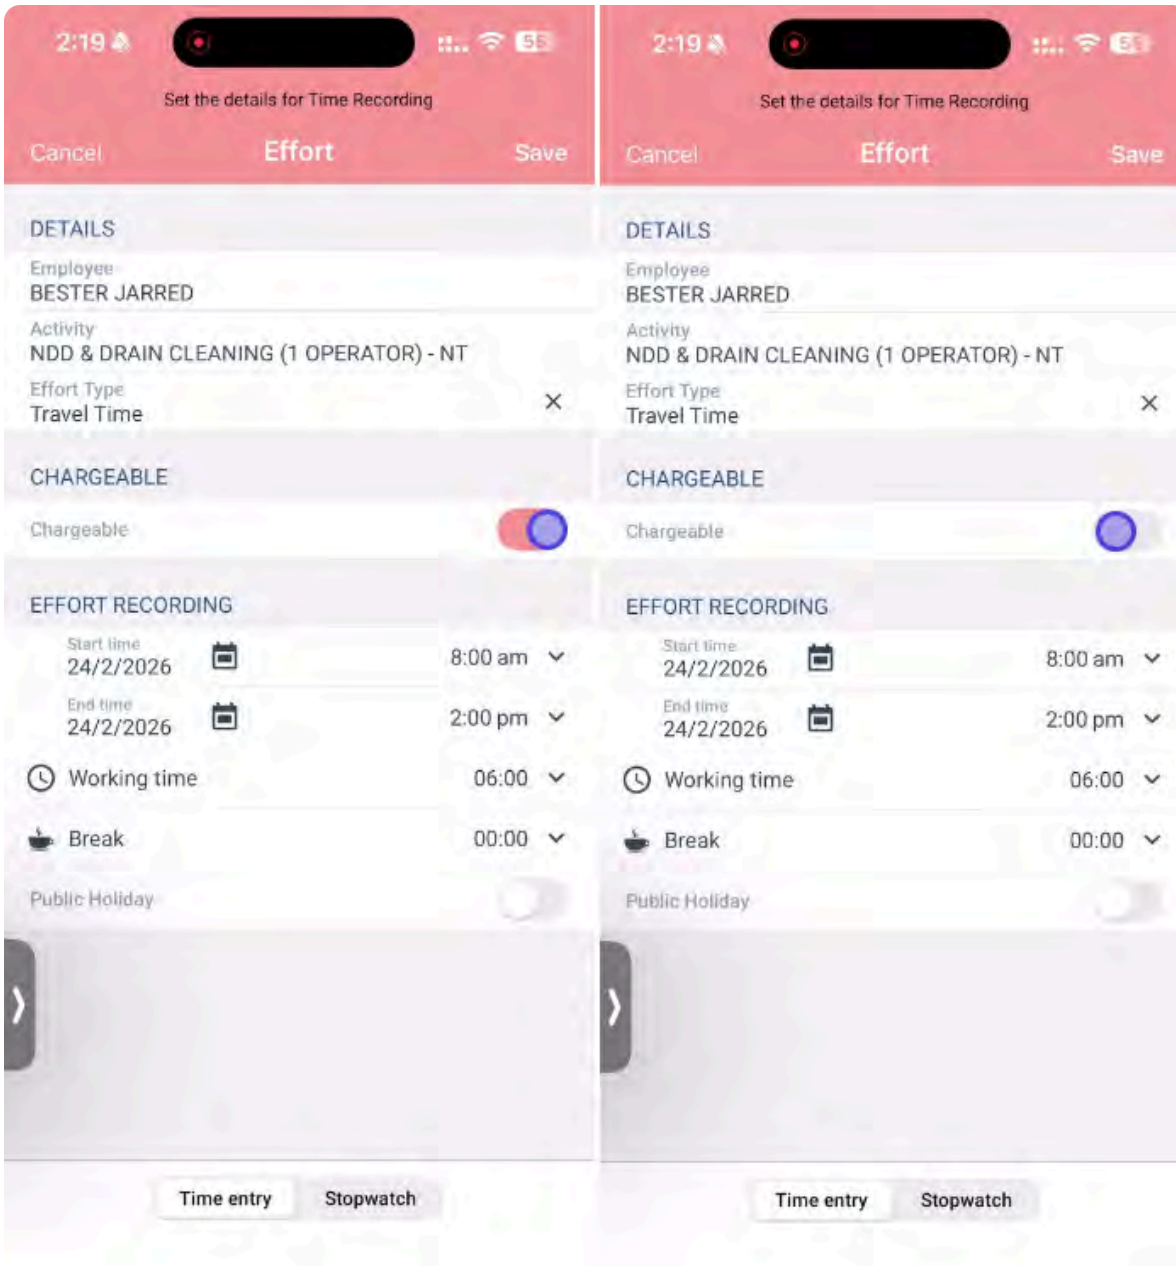 2:19
55
Set the details for Time Recording
Cancel Effort Save
DETAILS
Employee
BESTER JARRED
Activity
NDD & DRAIN CLEANING (1 OPERATOR) - NT
Effort Type
Travel Time
CHARGEABLE
Chargeable
EFFORT RECORDING
Start time
24/2/2026 8:00 am
End time
24/2/2026 2:00 pm
Working time 06:00
Break 00:00
Public Holiday
Time entry Stopwatch
2:19
Set the details for Time Recording
Cancel Effort Save
DETAILS
Employee
BESTER JARRED
Activity
NDD & DRAIN CLEANING (1 OPERATOR) - NT
Effort Type
Travel Time
CHARGEABLE
Chargeable
EFFORT RECORDING
Start time
24/2/2026 8:00 am
End time
24/2/2026 2:00 pm
Working time 06:00
Break 00:00
Public Holiday
Time entry Stopwatch